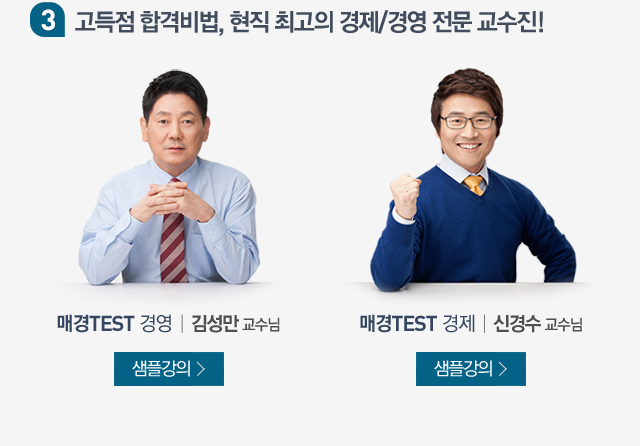 3 고득점 합격비법, 현직 최고의 경제/경영 전문 교수진!
매경TEST 경영 | 김성만 교수님
매경TEST 경제 | 신경수 교수님
샘플강의 >
샘플강의 >